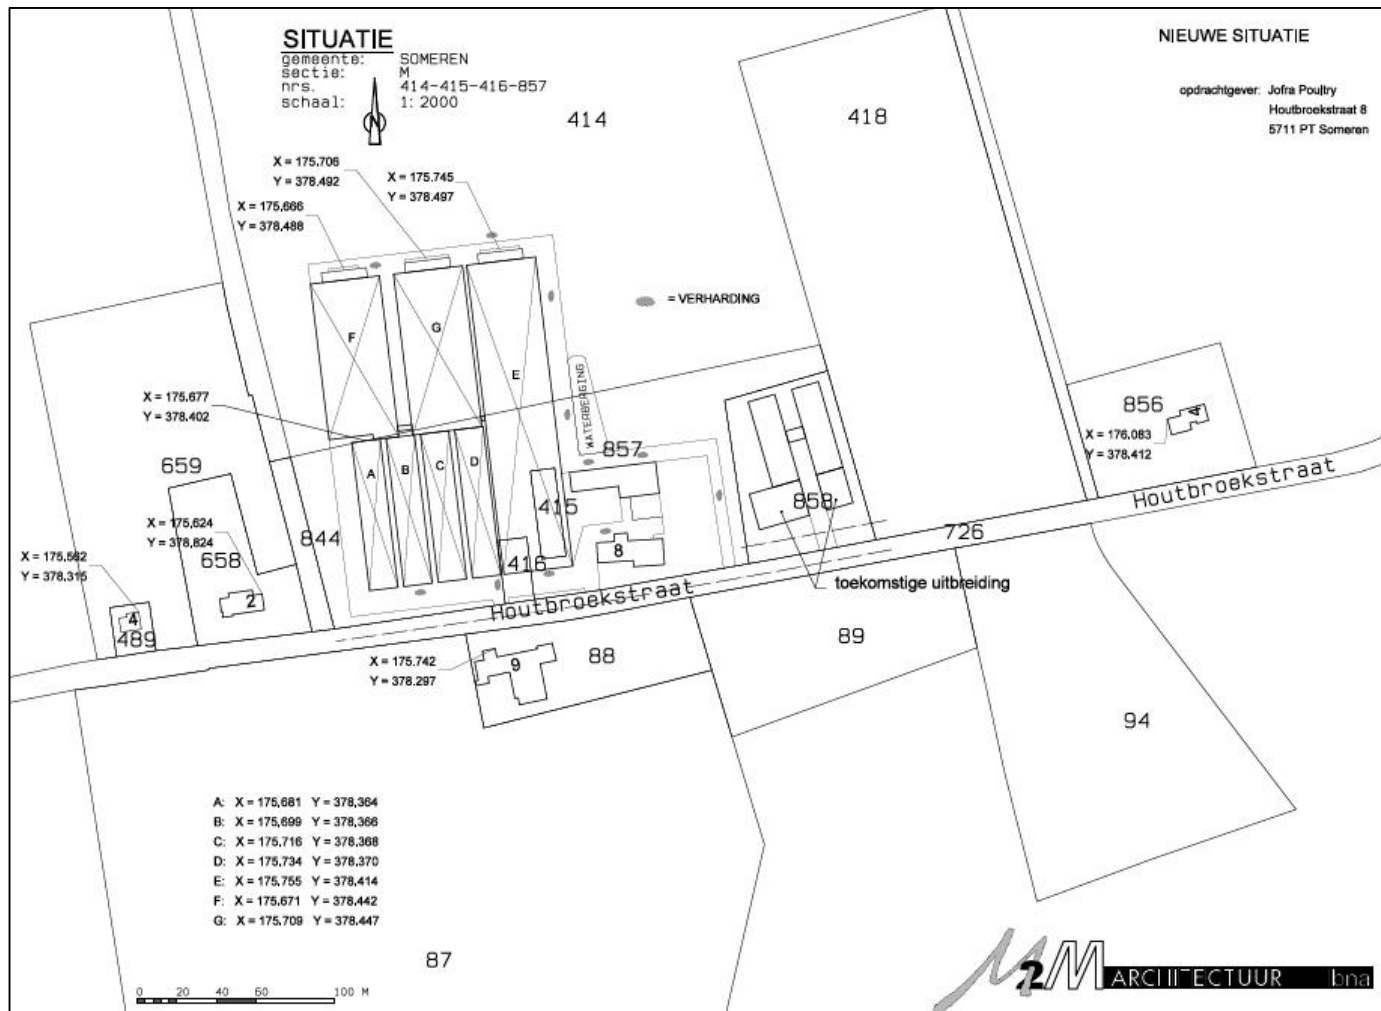 SITUATIE
gemeente: SOMEREN
sectie: M
nrs. 414-415-416-857
schaal: 1: 2000
N
NIEUWE SITUATIE
opdrachtgever: Jofra Poultry
Houtbroekstraat 8
5711 PT Someren
414
418
X = 175.706
Y = 378.492
X = 175.745
Y = 378.497
X = 175.666
Y = 378.488
= VERHARDING
F
G
E
WATERBERGING
X = 175.677
Y = 378.402
856
4
X = 176.083
Y = 378.412
857
659
A
B
C
D
415
858
Houtbroekstraat
X = 175.624
Y = 378.824
844
726
658
8
416
X = 175.562
Y = 378.315
toekomstige uitbreiding
2
Houtbroekstraat
4
489
89
X = 175.742
Y = 378.297
9
88
94
A: X = 175.681 Y = 378.364
B: X = 175.699 Y = 378.366
C: X = 175.716 Y = 378.368
D: X = 175.734 Y = 378.370
E: X = 175.755 Y = 378.414
F: X = 175.671 Y = 378.442
G: X = 175.709 Y = 378.447
87
0 20 40 60 100 M
M2M ARCHITECTUUR bna